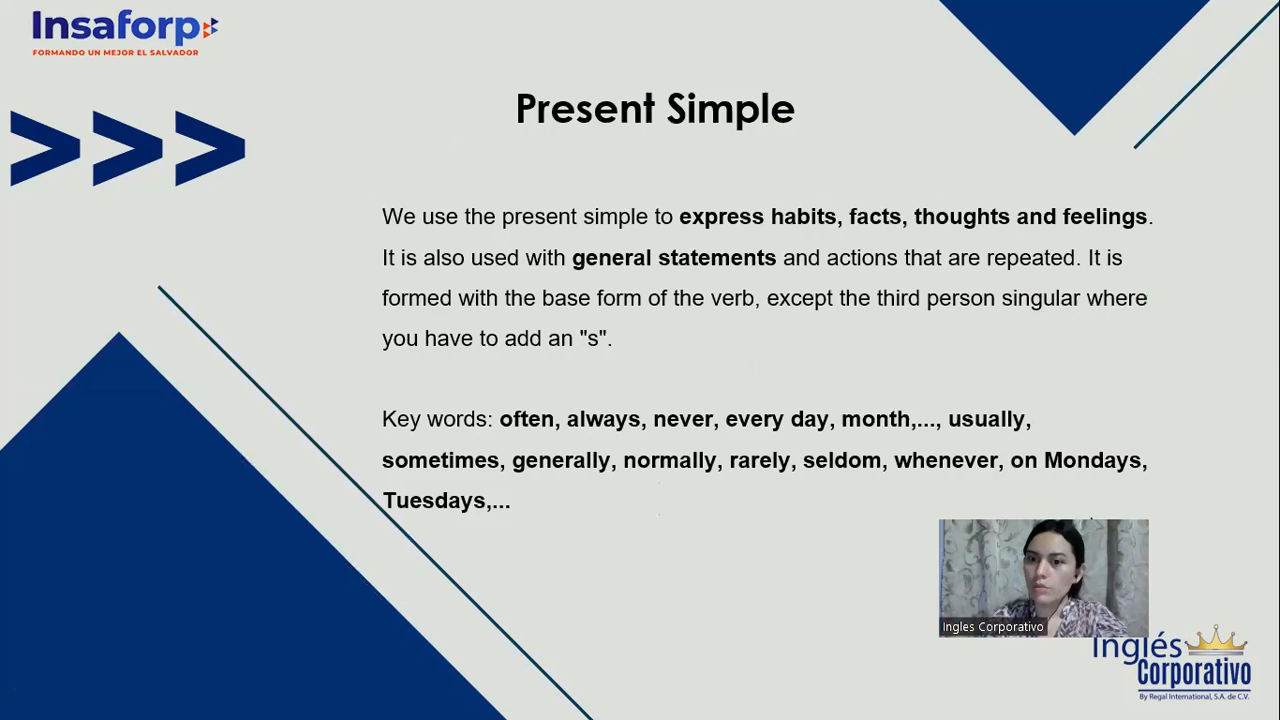 Insaforp
FORMANDO UN MEJOR EL SALVADOR
>>>
Present Simple
We use the present simple to express habits, facts, thoughts and feelings.
It is also used with general statements and actions that are repeated. It is
formed with the base form of the verb, except the third person singular where
you have to add an "s".
Key words: often, always, never, every day, month,..., usually,
sometimes, generally, normally, rarely, seldom, whenever, on Mondays,
Tuesdays,...
Ingles Corporativo
Inglés
Corporativo
By Regal International, S.A. de C.V.